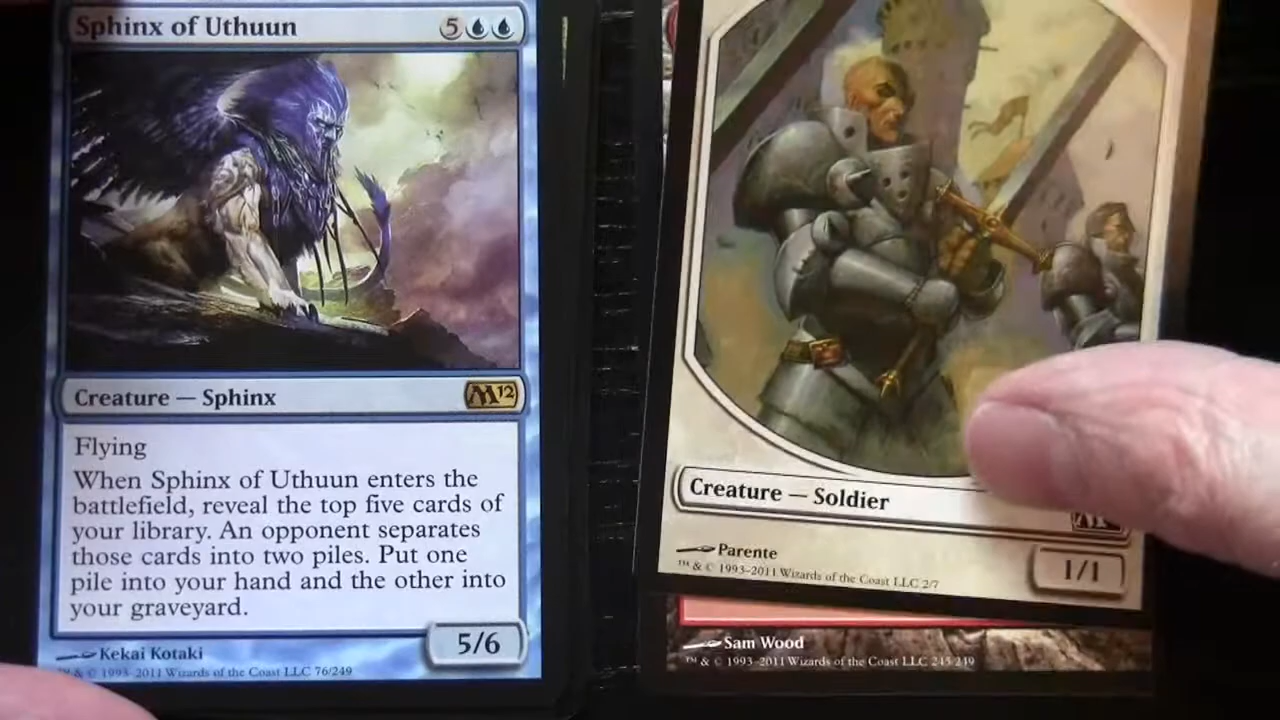 Sphinx of Uthuun 5
Creature — Sphinx M12
Flying
When Sphinx of Uthuun enters the
battlefield, reveal the top five cards of
your library. An opponent separates
those cards into two piles. Put one
pile into your hand and the other into
your graveyard.
5/6
Kekai Kotaki
™ & © 1993–2011 Wizards of the Coast LLC 76/249
Creature — Soldier
Parente
™ & © 1993–2011 Wizards of the Coast LLC 2/7
1/1
Sam Wood
™ & © 1993–2011 Wizards of the Coast LLC 245/249